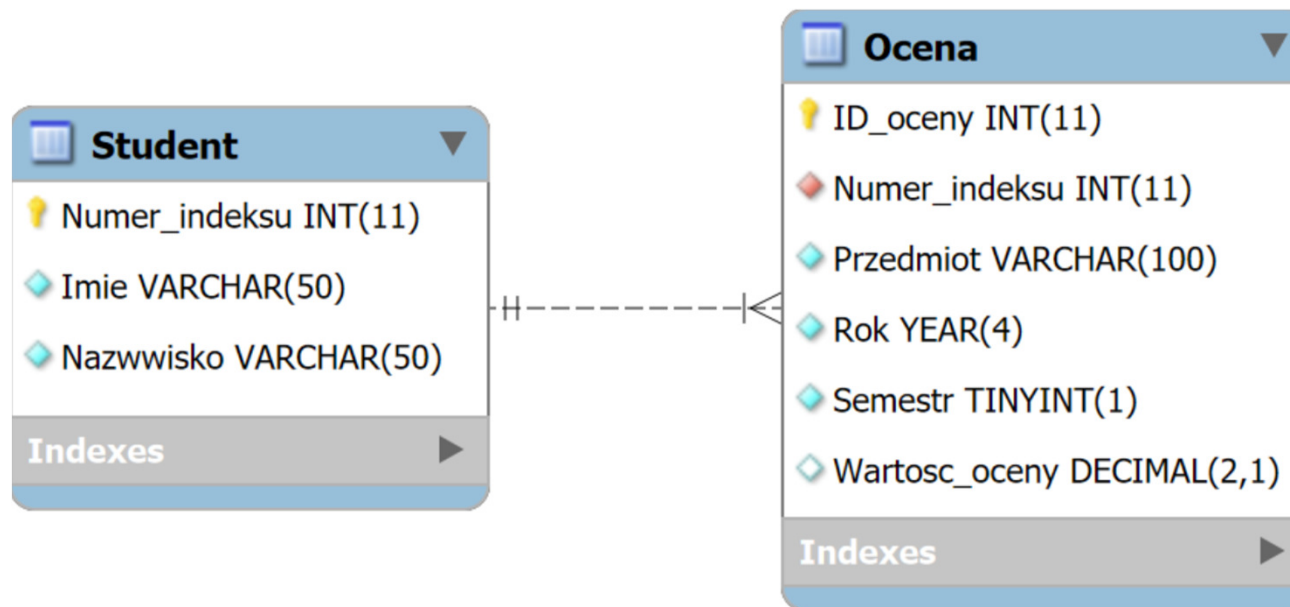 Student
Numer_indeksu INT(11)
Imie VARCHAR(50)
Nazwwisko VARCHAR(50)
Indexes
Ocena
ID_oceny INT(11)
Numer_indeksu INT(11)
Przedmiot VARCHAR(100)
Rok YEAR(4)
Semestr TINYINT(1)
Wartosc_oceny DECIMAL(2,1)
Indexes